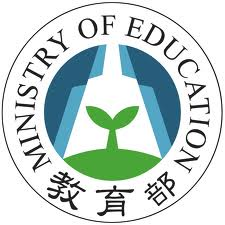 MINISTRY OF EDUCATION
教育部